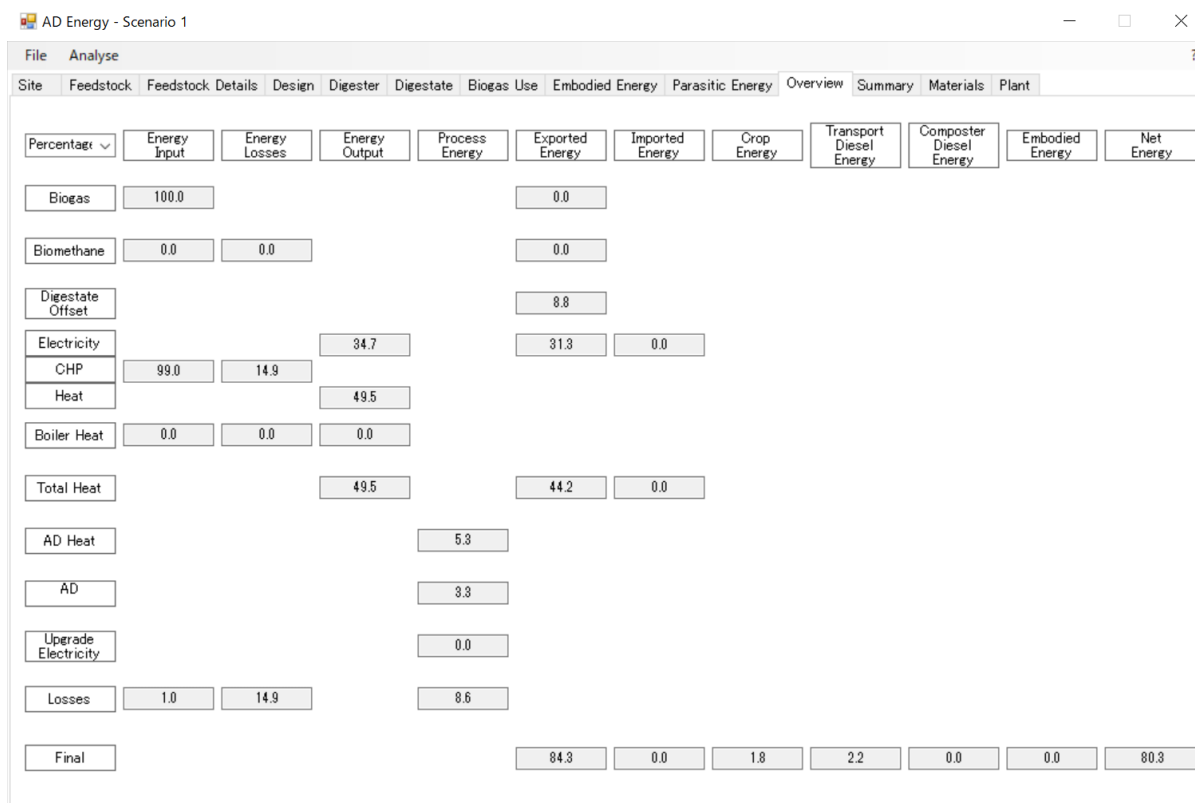 AD Energy - Scenario 1
File Analyse
Site Feedstock Feedstock Details Design Digester Digestate Biogas Use Embodied Energy Parasitic Energy Overview Summary Materials Plant
Percentage
Energy Input
Energy Losses
Energy Output
Process Energy
Exported Energy
Imported Energy
Crop Energy
Transport Diesel Energy
Composter Diesel Energy
Embodied Energy
Net Energy
Biogas 100.0 0.0
Biomethane 0.0 0.0 0.0
Digestate Offset 8.8
Electricity 34.7 31.3 0.0
CHP 99.0 14.9
Heat 49.5
Boiler Heat 0.0 0.0 0.0
Total Heat 49.5 44.2 0.0
AD Heat 5.3
AD 3.3
Upgrade Electricity 0.0
Losses 1.0 14.9 8.6
Final 84.3 0.0 1.8 2.2 0.0 0.0 80.3